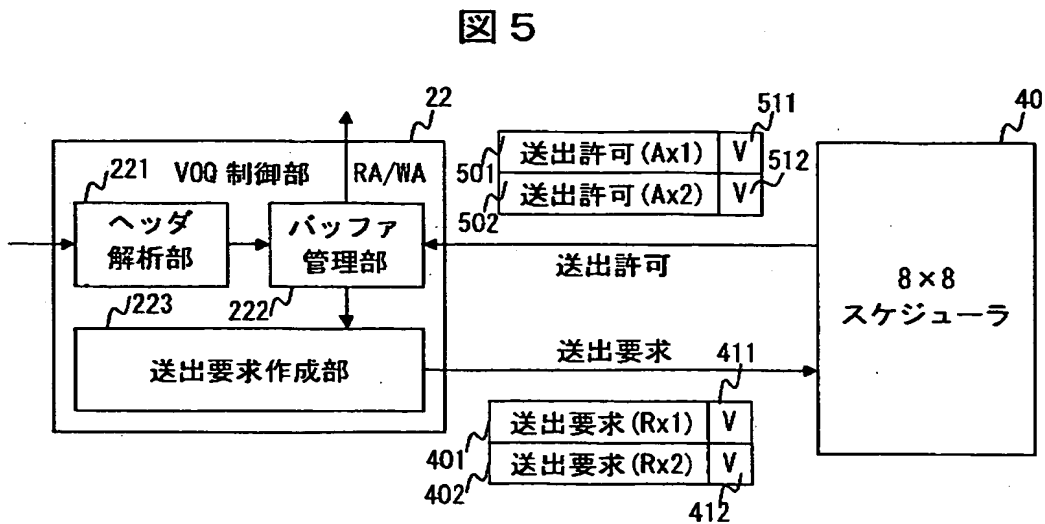 図5
22
511
40
221
VOQ 制御部
RA/WA
501
送出許可(Ax1)
V
512
502
送出許可(Ax2)
V
ヘッダ
解析部
バッファ
管理部
送出許可
8×8
スケジューラ
223
222
送出要求作成部
送出要求
411
送出要求(Rx1)
V
401
送出要求(Rx2)
V
402
412